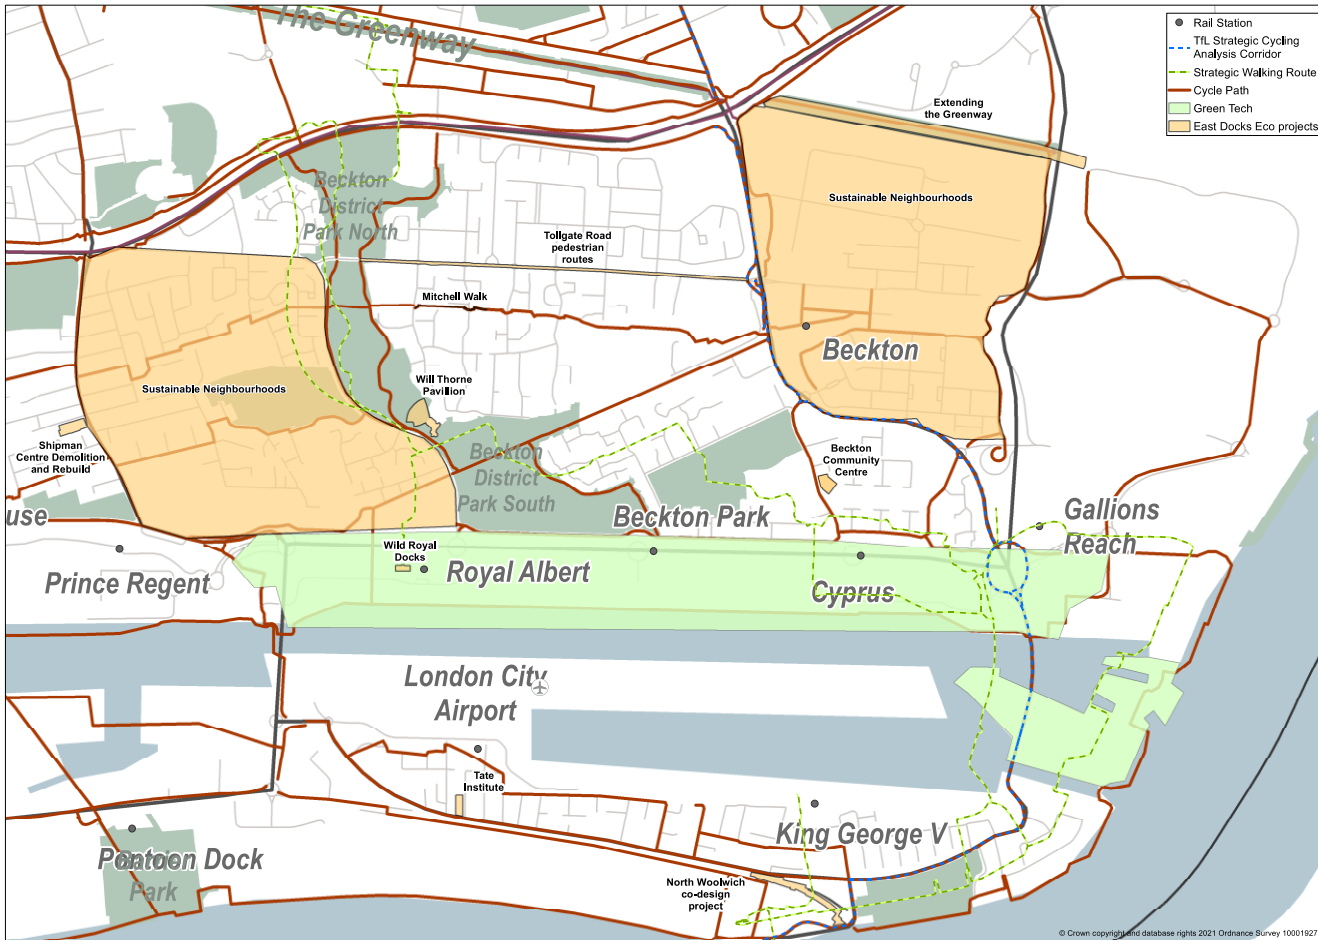 The Greenway
Rail Station
TfL Strategic Cycling
Analysis Corridor
Strategic Walking Route
Cycle Path
Green Tech
East Docks Eco projects
Extending
the Greenway
Beckton
District
Park North
Sustainable Neighbourhoods
Tollgate Road
pedestrian
routes
Mitchell Walk
Beckton
Sustainable Neighbourhoods
Will Thorne
Pavilion
Shipman
Centre Demolition
and Rebuild
Beckton
District
Park South
Beckton
Community
Centre
use
Beckton Park
Gallions
Reach
Prince Regent
Wild Royal
Docks
Royal Albert
Cyprus
London City
Airport
Tate
Institute
King George V
Pontoon Dock
Park
North Woolwich
co-design
project
© Crown copyright and database rights 2021 Ordnance Survey 10001927